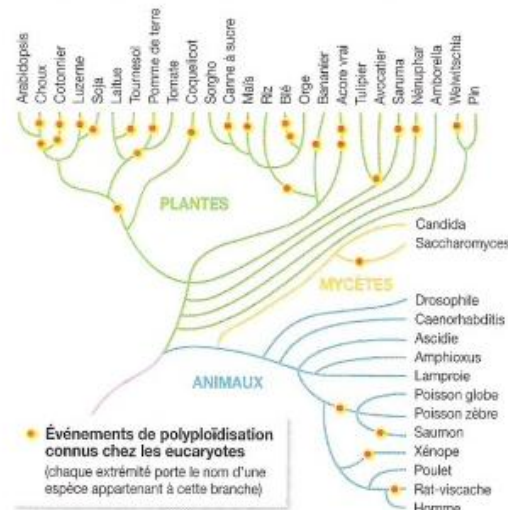 Arabidopsis
Choux
Cotonnier
Luzerne
Soja
Laitue
Tournesol
Pomme de terre
Tomate
Coquelicot
Sorgho
Canne à sucre
Maïs
Riz
Blé
Orge
Bananier
Acore vrai
Tulipier
Avocatier
Saruma
Nénuphar
Amborella
Welwitschia
Pin
PLANTES
Candida
Saccharomyces
MYCÈTES
Drosophile
Caenorhabditis
Ascidie
Amphioxus
Lamproie
ANIMAUX
Poisson globe
Poisson zèbre
Saumon
Xénope
Poulet
Rat-viscache
Homme
Événements de polyploïdisation
connus chez les eucaryotes
(chaque extrémité porte le nom d'une
espèce appartenant à cette branche)